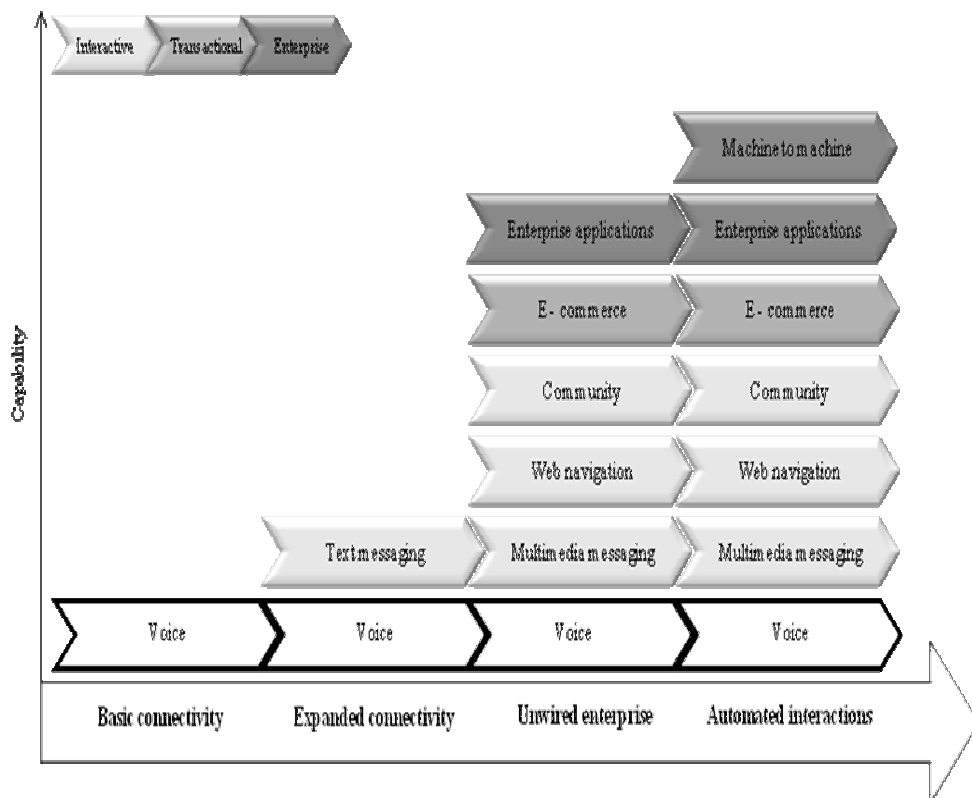 Interactive Transactional Enterprise
Machine to machine
Enterprise applications Enterprise applications
E - commerce E - commerce
Community Community
Web navigation Web navigation
Text messaging Multimedia messaging Multimedia messaging
Voice Voice Voice Voice
Basic connectivity Expanded connectivity Unwired enterprise Automated interactions
Capability